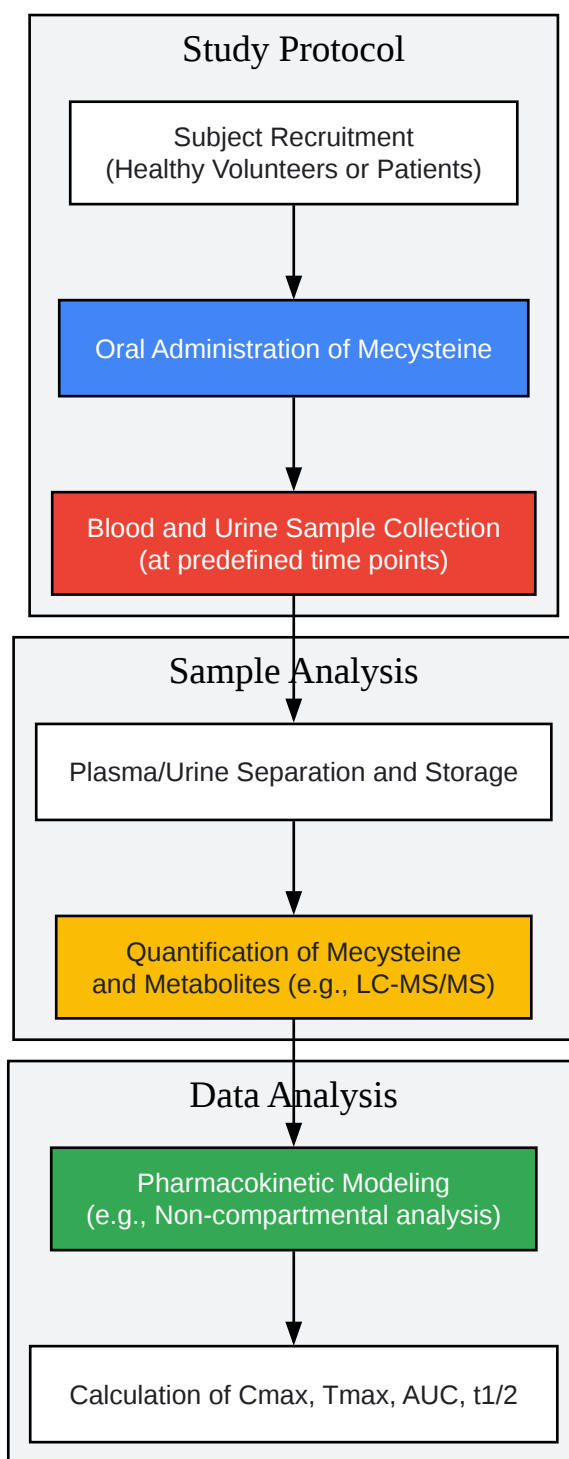 Study Protocol
Subject Recruitment
(Healthy Volunteers or Patients)
Oral Administration of Mecysteine
Blood and Urine Sample Collection
(at predefined time points)
Sample Analysis
Plasma/Urine Separation and Storage
Quantification of Mecysteine
and Metabolites (e.g., LC-MS/MS)
Data Analysis
Pharmacokinetic Modeling
(e.g., Non-compartmental analysis)
Calculation of Cmax, Tmax, AUC, t1/2